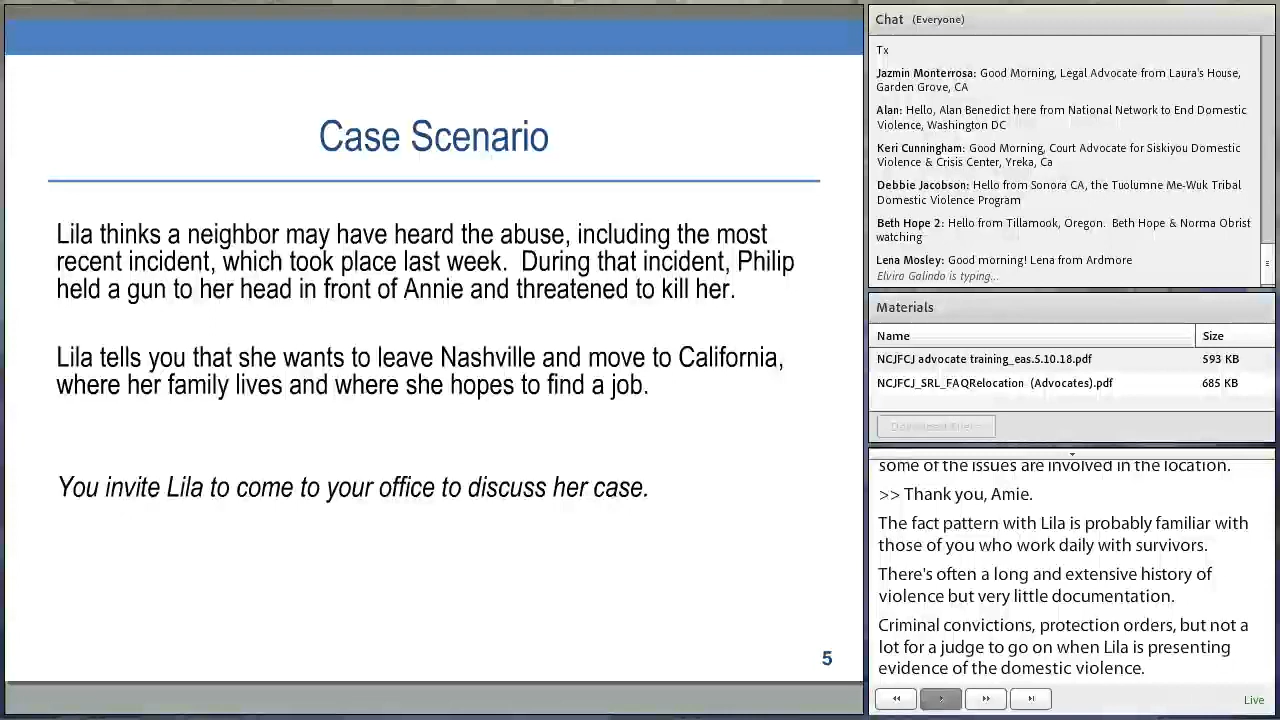 Case Scenario
Lila thinks a neighbor may have heard the abuse, including the most
recent incident, which took place last week.  During that incident, Philip
held a gun to her head in front of Annie and threatened to kill her.
Lila tells you that she wants to leave Nashville and move to California,
where her family lives and where she hopes to find a job.
You invite Lila to come to your office to discuss her case.
5
Chat (Everyone)
Tx
Jazmin Monterrosa: Good Morning, Legal Advocate from Laura's House,
Garden Grove, CA
Alan: Hello, Alan Benedict here from National Network to End Domestic
Violence, Washington DC
Keri Cunningham: Good Morning, Court Advocate for Siskiyou Domestic
Violence & Crisis Center, Yreka, Ca
Debbie Jacobson: Hello from Sonora CA, the Tuolumne Me-Wuk Tribal
Domestic Violence Program
Beth Hope 2: Hello from Tillamook, Oregon.  Beth Hope & Norma Obrist
watching
Lena Mosley: Good morning! Lena from Ardmore
Elvira Galindo is typing...
Materials
Name Size
NCJFCJ advocate training_eas.5.10.18.pdf 593 KB
NCJFCJ_SRL_FAQRelocation (Advocates).pdf 685 KB
Download File(s)
some of the issues are involved in the location.
>> Thank you, Amie.
The fact pattern with Lila is probably familiar with
those of you who work daily with survivors.
There's often a long and extensive history of
violence but very little documentation.
Criminal convictions, protection orders, but not a
lot for a judge to go on when Lila is presenting
evidence of the domestic violence.
Live